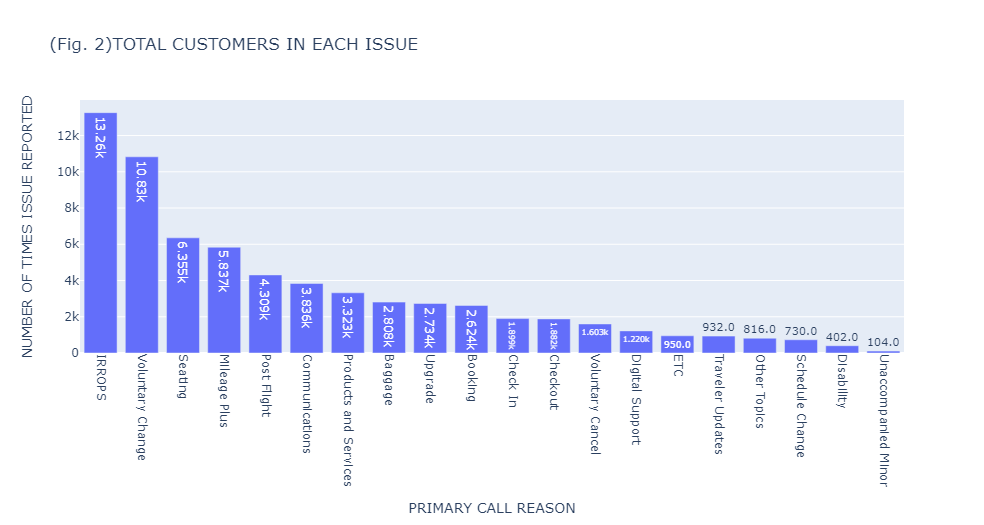 (Fig. 2)TOTAL CUSTOMERS IN EACH ISSUE
NUMBER OF TIMES ISSUE REPORTED
12k
10k
8k
6k
4k
2k
0
13.26k
10.83k
6.355k
5.837k
4.309k
3.836k
3.323k
2.808k
2.734k
2.624k
1.899k
1.882k
1.603k
1.220k
950.0
932.0
816.0
730.0
402.0
104.0
IRROPS
Voluntary Change
Seating
Mileage Plus
Post Flight
Communications
Products and Services
Baggage
Upgrade
Booking
Check In
Checkout
Voluntary Cancel
Digital Support
ETC
Traveler Updates
Other Topics
Schedule Change
Disability
Unaccompanied Minor
PRIMARY CALL REASON